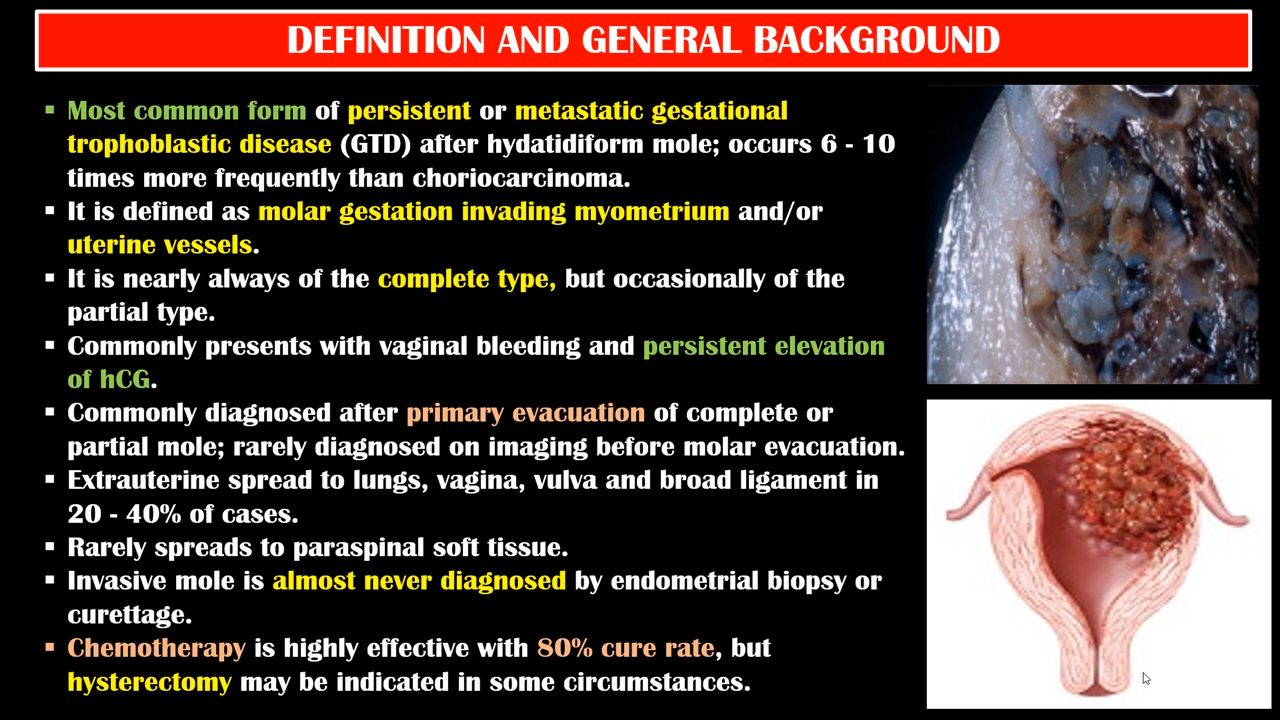 DEFINITION AND GENERAL BACKGROUND
▪ Most common form of persistent or metastatic gestational
trophoblastic disease (GTD) after hydatidiform mole; occurs 6 - 10
times more frequently than choriocarcinoma.
▪ It is defined as molar gestation invading myometrium and/or
uterine vessels.
▪ It is nearly always of the complete type, but occasionally of the
partial type.
▪ Commonly presents with vaginal bleeding and persistent elevation
of hCG.
▪ Commonly diagnosed after primary evacuation of complete or
partial mole; rarely diagnosed on imaging before molar evacuation.
▪ Extrauterine spread to lungs, vagina, vulva and broad ligament in
20 - 40% of cases.
▪ Rarely spreads to paraspinal soft tissue.
▪ Invasive mole is almost never diagnosed by endometrial biopsy or
curettage.
▪ Chemotherapy is highly effective with 80% cure rate, but
hysterectomy may be indicated in some circumstances.